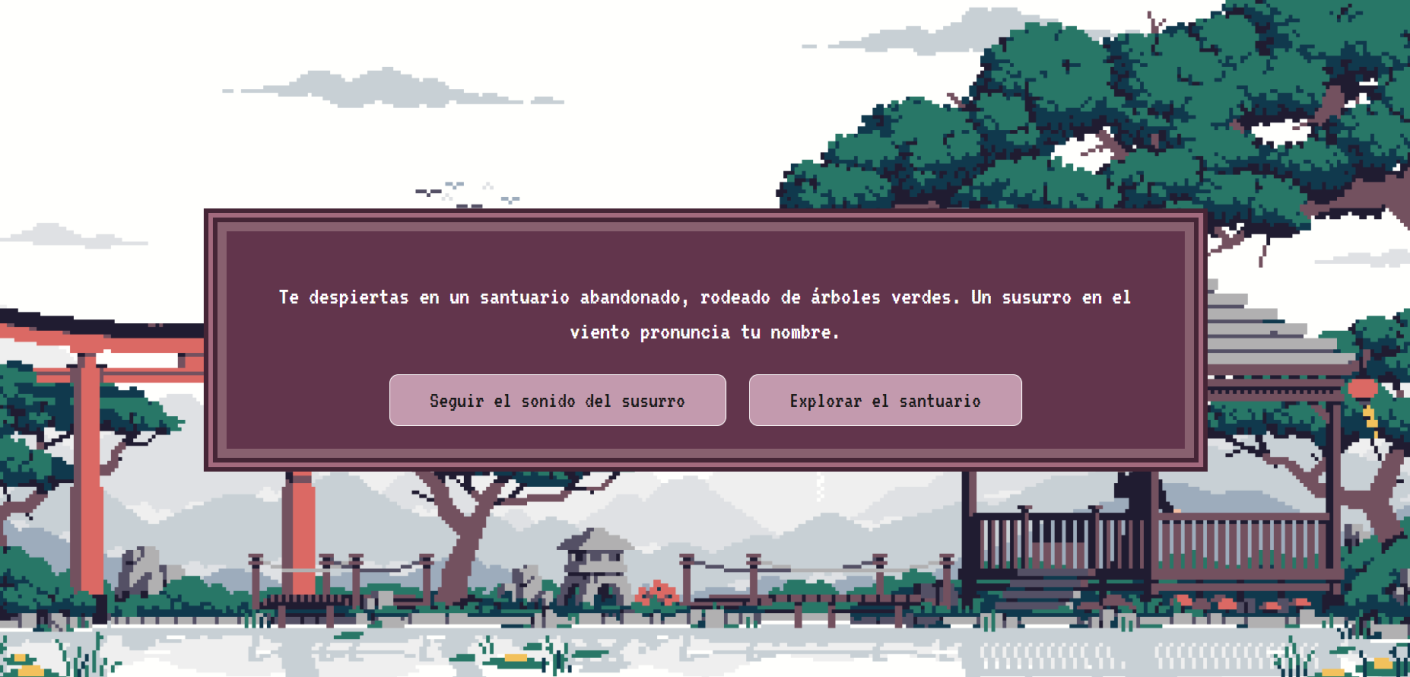 Te despiertas en un santuario abandonado, rodeado de árboles verdes. Un susurro en el
viento pronuncia tu nombre.
Seguir el sonido del susurro
Explorar el santuario